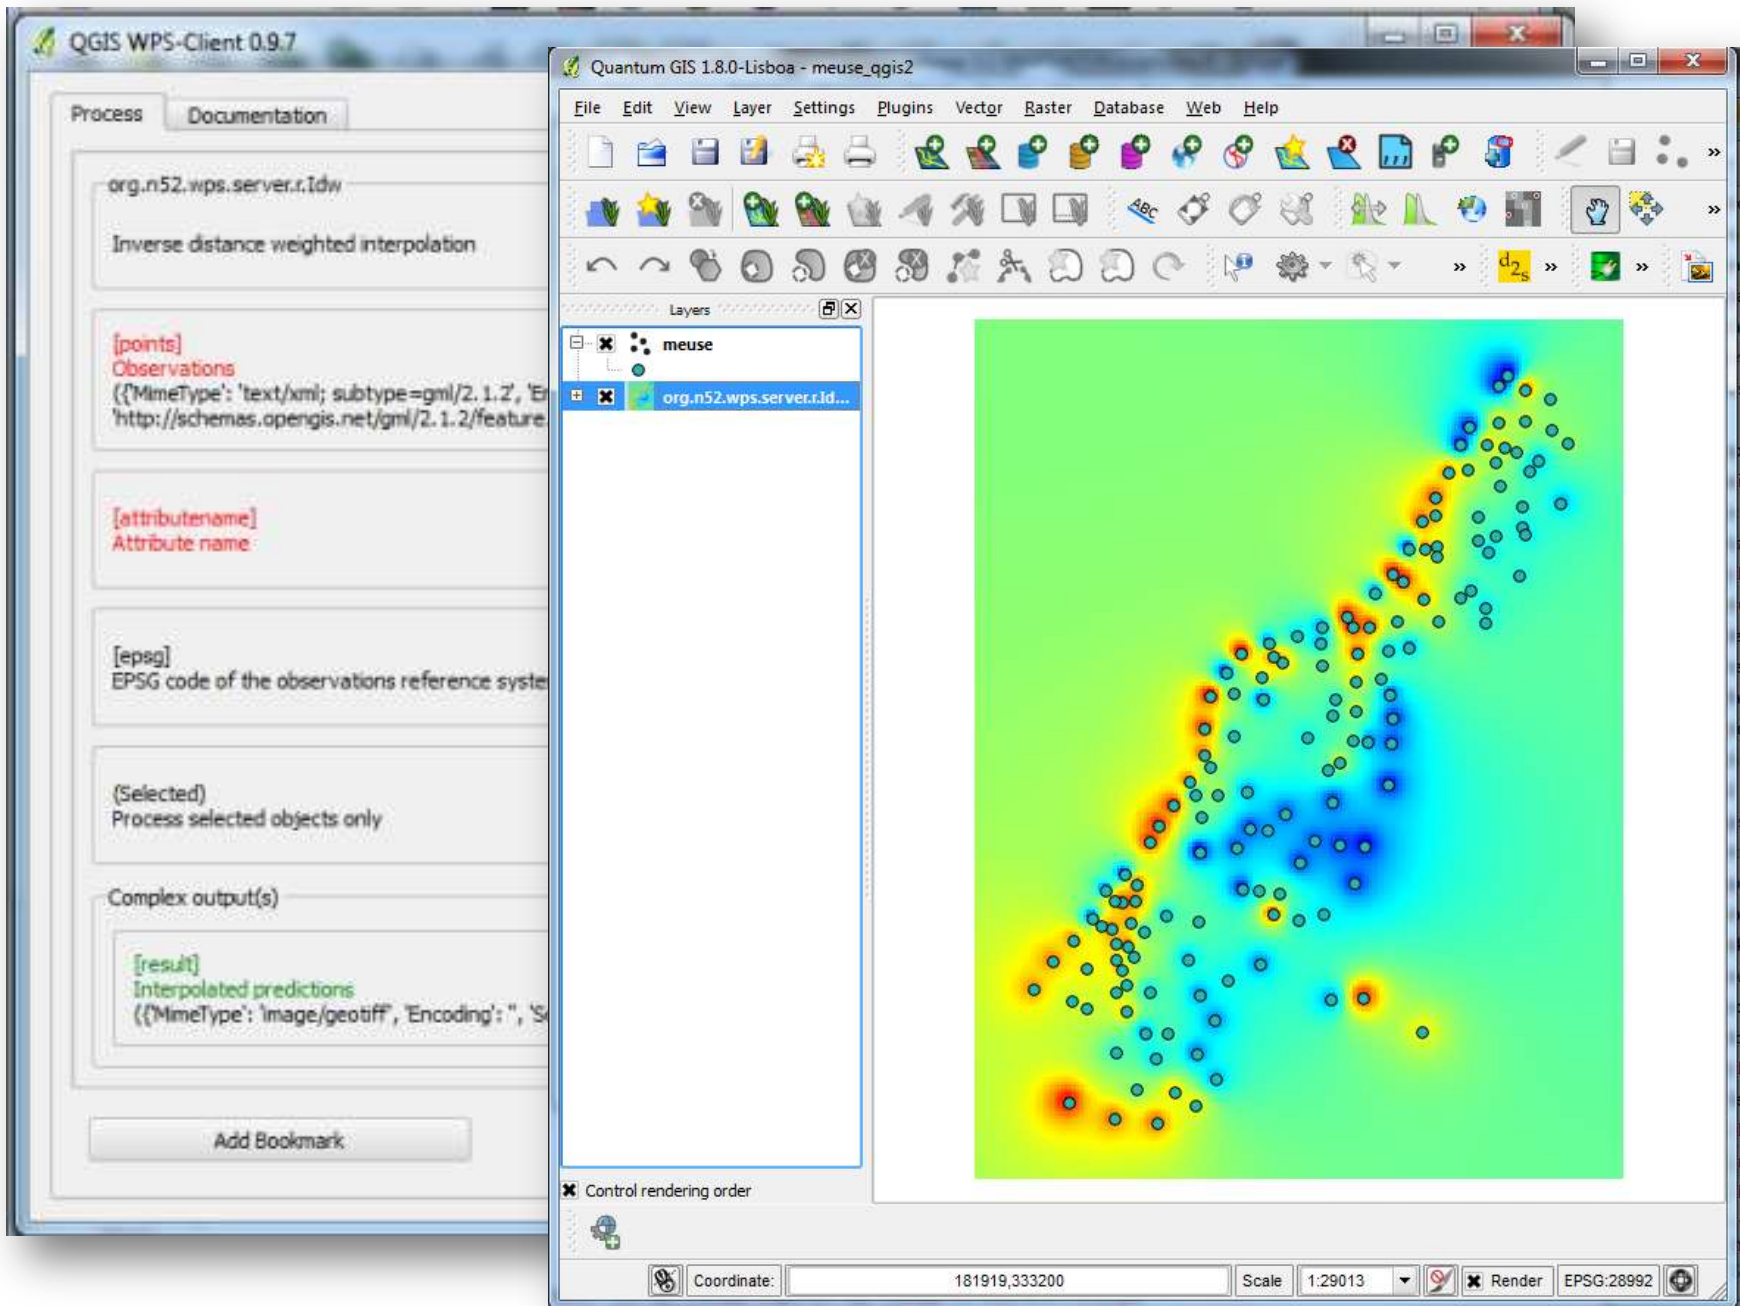 QGIS WPS-Client 0.9.7
Process
Documentation
org.n52.wps.server.r.Idw
Inverse distance weighted interpolation
[points]
Observations
({'MimeType': 'text/xml; subtype=gml/2.1.2', 'En
'http://schemas.opengis.net/gml/2.1.2/feature.
[attributename]
Attribute name
[epsg]
EPSG code of the observations reference syste
(Selected)
Process selected objects only
Complex output(s)
[result]
Interpolated predictions
({'MimeType': 'image/geotiff', 'Encoding': '', 'S
Add Bookmark
Quantum GIS 1.8.0-Lisboa - meuse_qgis2
File Edit View Layer Settings Plugins Vector Raster Database Web Help
ABC
d2s
Layers
meuse
org.n52.wps.server.r.Id...
Control rendering order
Coordinate:
181919,333200
Scale
1:29013
Render
EPSG:28992